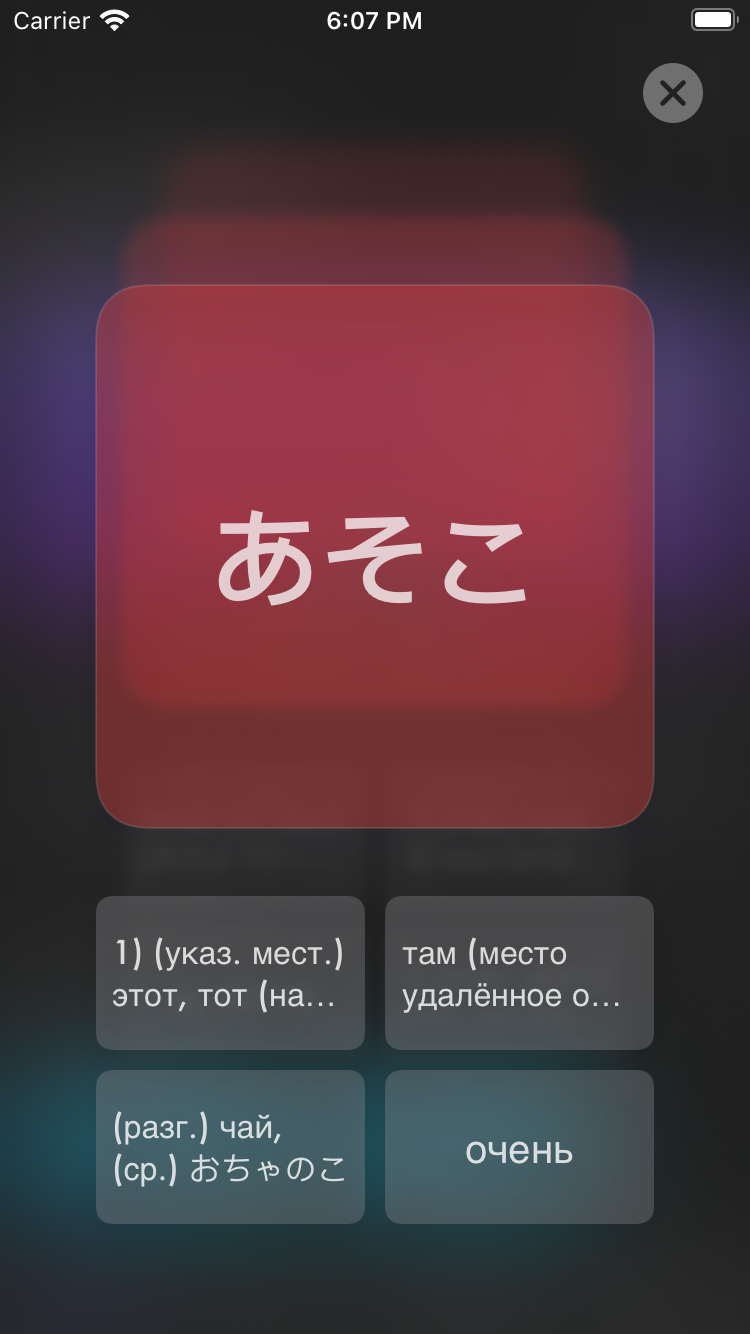 Carrier 6:07 PM
あそこ
1) (указ. мест.)
этот, тот (на...
там (место
удалённое о...
(разг.) чай,
(ср.) おちゃのこ
очень